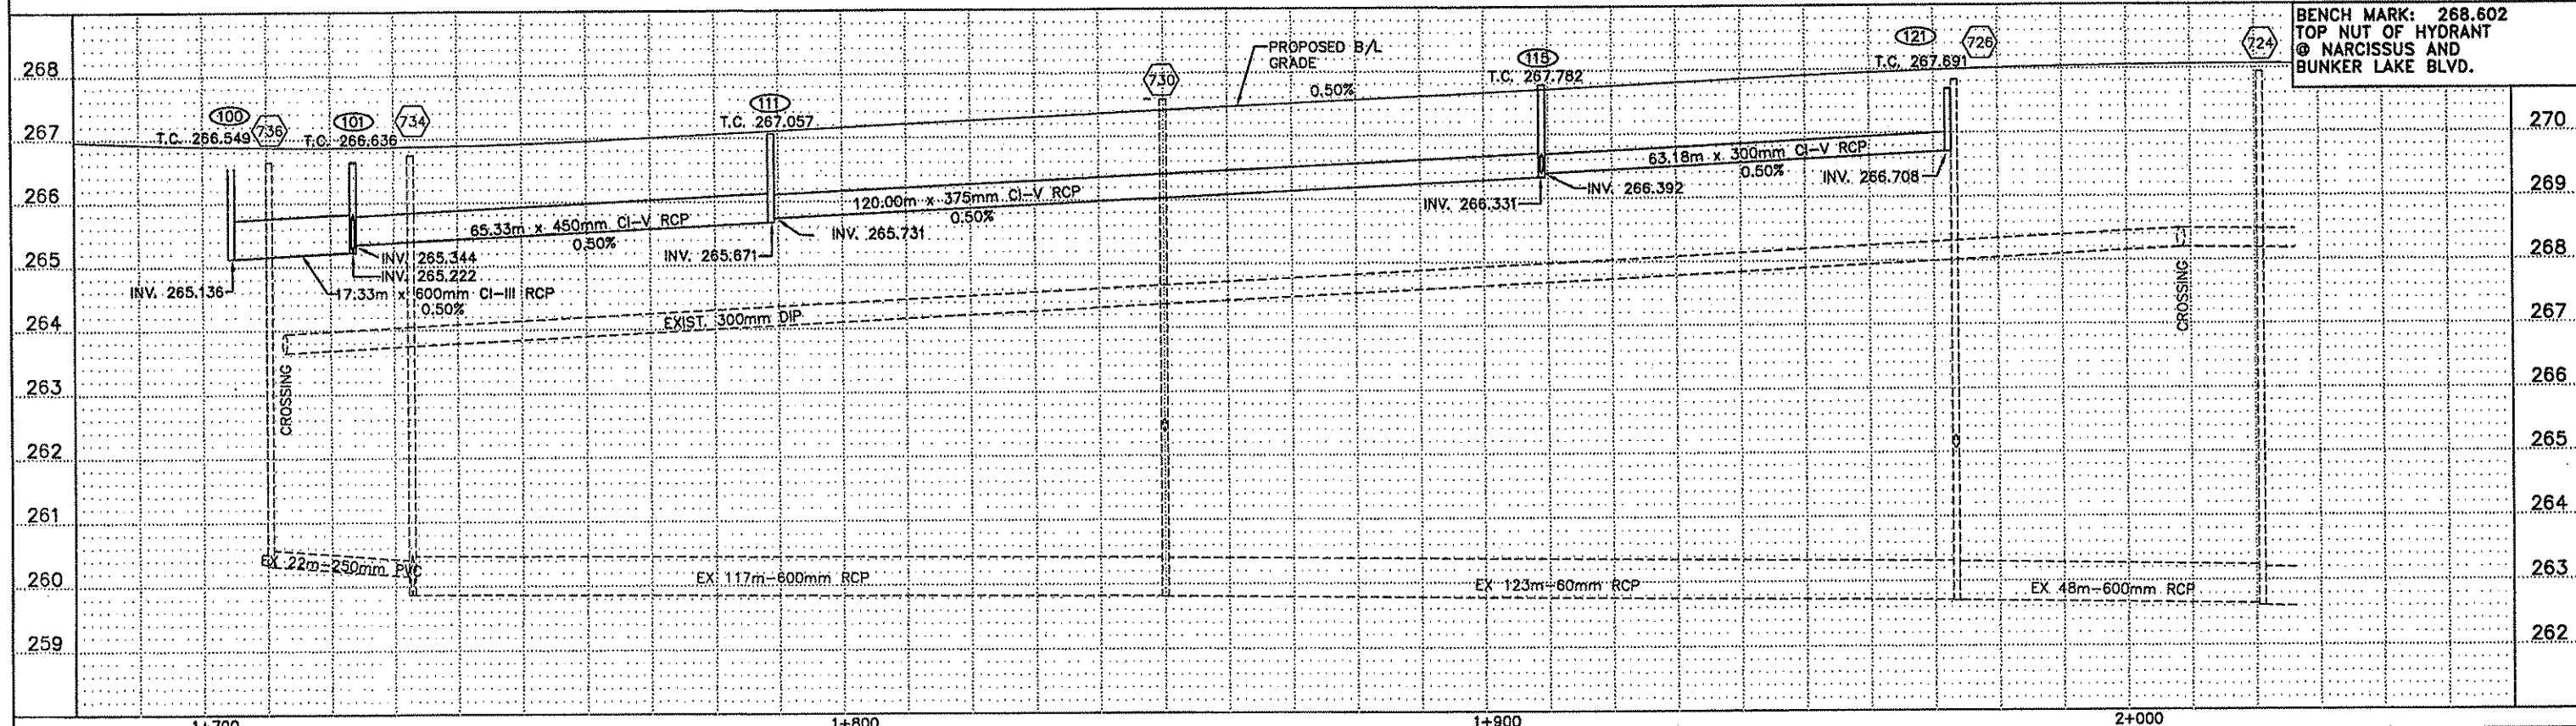 BENCH MARK: 268.602
TOP NUT OF HYDRANT
@ NARCISSUS AND
BUNKER LAKE BLVD.
PROPOSED B/L
GRADE
0.50%
100
T.C. 266.549
736
101
T.C. 266.636
734
111
T.C. 267.057
730
115
T.C. 267.782
121
T.C. 267.691
726
724
268
267
266
265
264
263
262
261
260
259
270
269
268
267
266
265
264
263
262
65.33m x 450mm Cl-V RCP
0.50%
120.00m x 375mm Cl-V RCP
0.50%
63.18m x 300mm Cl-V RCP
0.50%
INV. 265.136
INV. 265.344
INV. 265.222
17.33m x 600mm Cl-III RCP
0.50%
INV. 265.671
INV. 265.731
INV. 266.331
INV. 266.392
INV. 266.708
EXIST. 300mm DIP
CROSSING
CROSSING
EX 22m-250mm PVC
EX 117m-600mm RCP
EX 123m-60mm RCP
EX 48m-600mm RCP
1+700
1+800
1+900
2+000